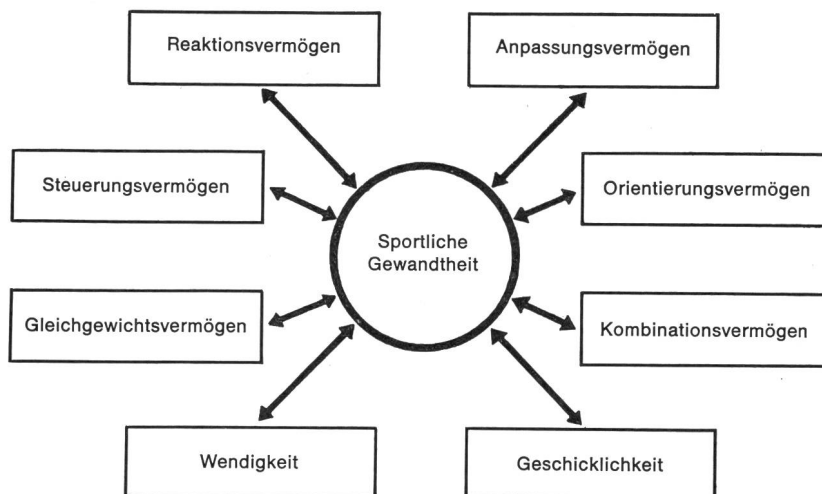 Reaktionsvermögen
Anpassungsvermögen
Steuerungsvermögen
Orientierungsvermögen
Sportliche
Gewandtheit
Gleichgewichtsvermögen
Kombinationsvermögen
Wendigkeit
Geschicklichkeit